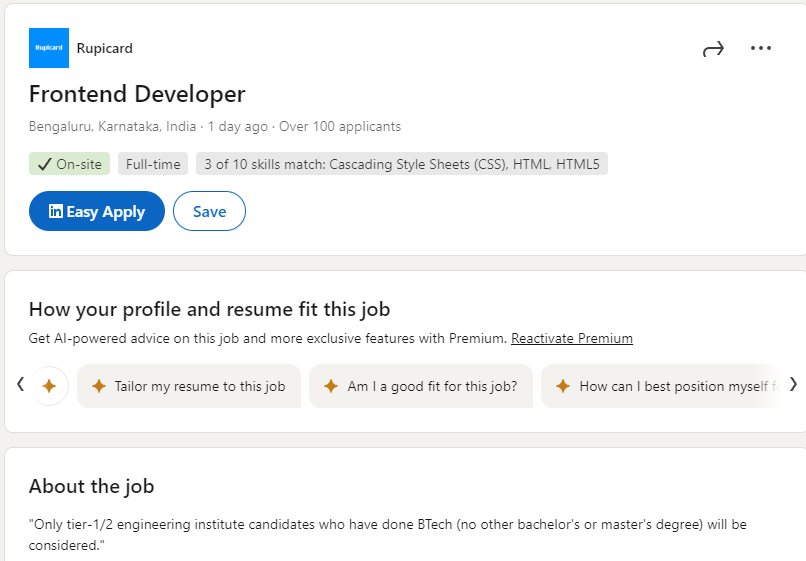 Rupicard
Rupicard
Frontend Developer
Bengaluru, Karnataka, India · 1 day ago · Over 100 applicants
On-site
Full-time
3 of 10 skills match: Cascading Style Sheets (CSS), HTML, HTML5
in Easy Apply
Save
How your profile and resume fit this job
Get AI-powered advice on this job and more exclusive features with Premium. Reactivate Premium
Tailor my resume to this job
Am I a good fit for this job?
How can I best position myself
About the job
"Only tier-1/2 engineering institute candidates who have done BTech (no other bachelor's or master's degree) will be
considered."